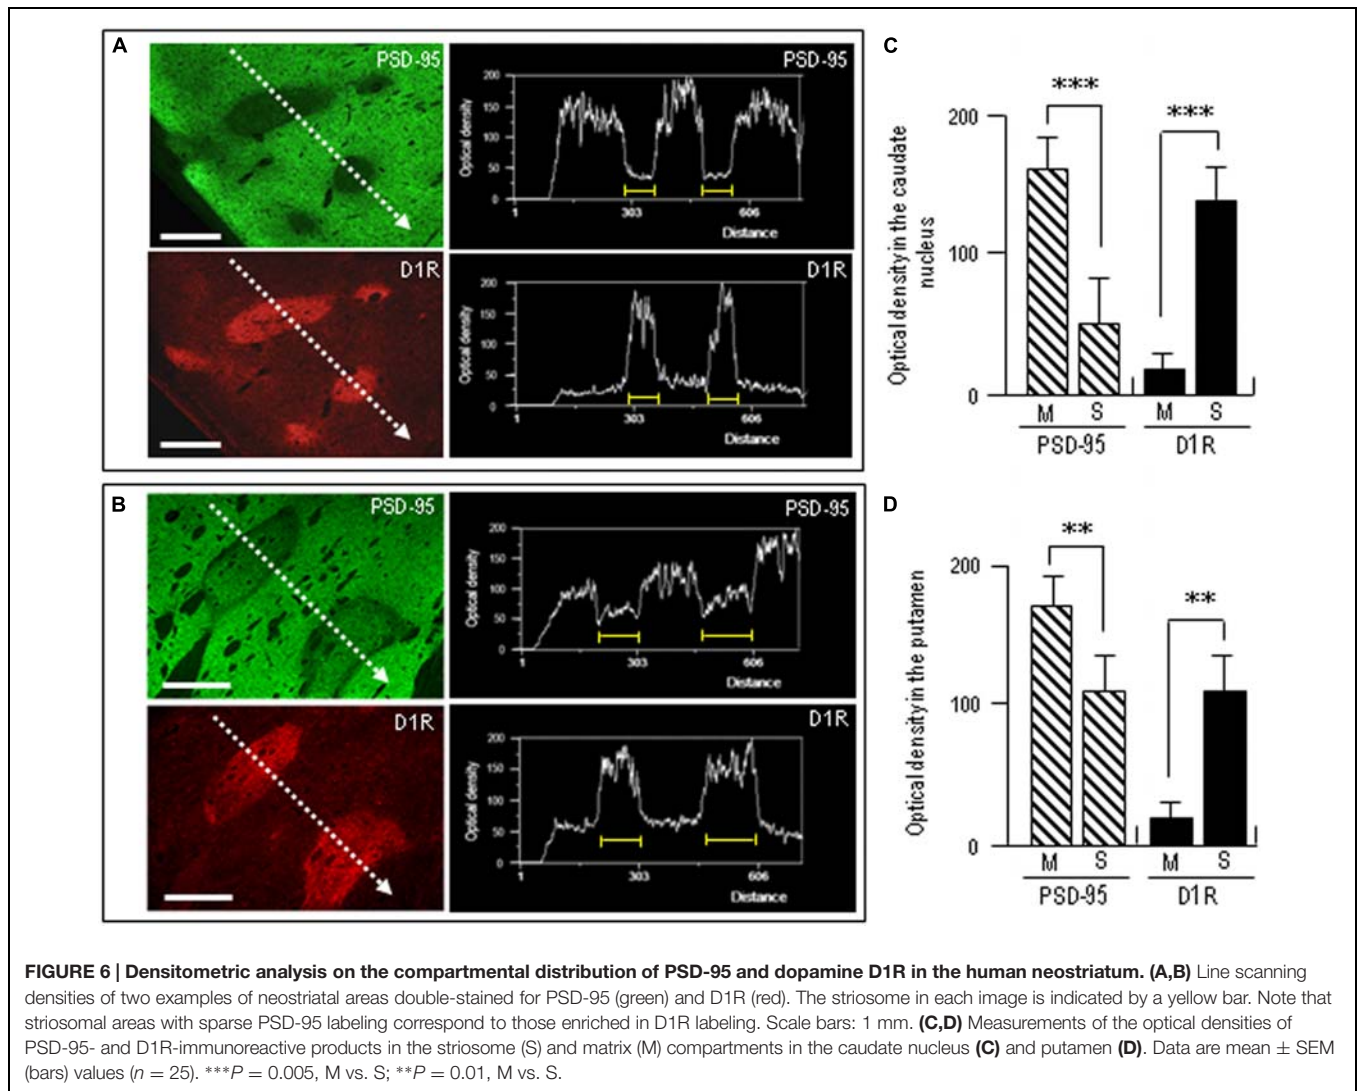 A
PSD-95
PSD-95
Optical density
200
150
100
50
0
1
303
606
Distance
D1R
D1R
Optical density
200
150
100
50
0
1
303
606
Distance
B
PSD-95
PSD-95
Optical density
200
150
100
50
0
1
303
606
Distance
D1R
D1R
Optical density
200
150
100
50
0
1
303
606
Distance
C
Optical density in the caudate
nucleus
200
100
0
***
***
M S M S
PSD-95 D1R
D
Optical density in the putamen
200
100
0
**
**
M S M S
PSD-95 D1R
FIGURE 6 | Densitometric analysis on the compartmental distribution of PSD-95 and dopamine D1R in the human neostriatum. (A,B) Line scanning
densities of two examples of neostriatal areas double-stained for PSD-95 (green) and D1R (red). The striosome in each image is indicated by a yellow bar. Note that
striosomal areas with sparse PSD-95 labeling correspond to those enriched in D1R labeling. Scale bars: 1 mm. (C,D) Measurements of the optical densities of
PSD-95- and D1R-immunoreactive products in the striosome (S) and matrix (M) compartments in the caudate nucleus (C) and putamen (D). Data are mean ± SEM
(bars) values (n = 25). ***P = 0.005, M vs. S; **P = 0.01, M vs. S.